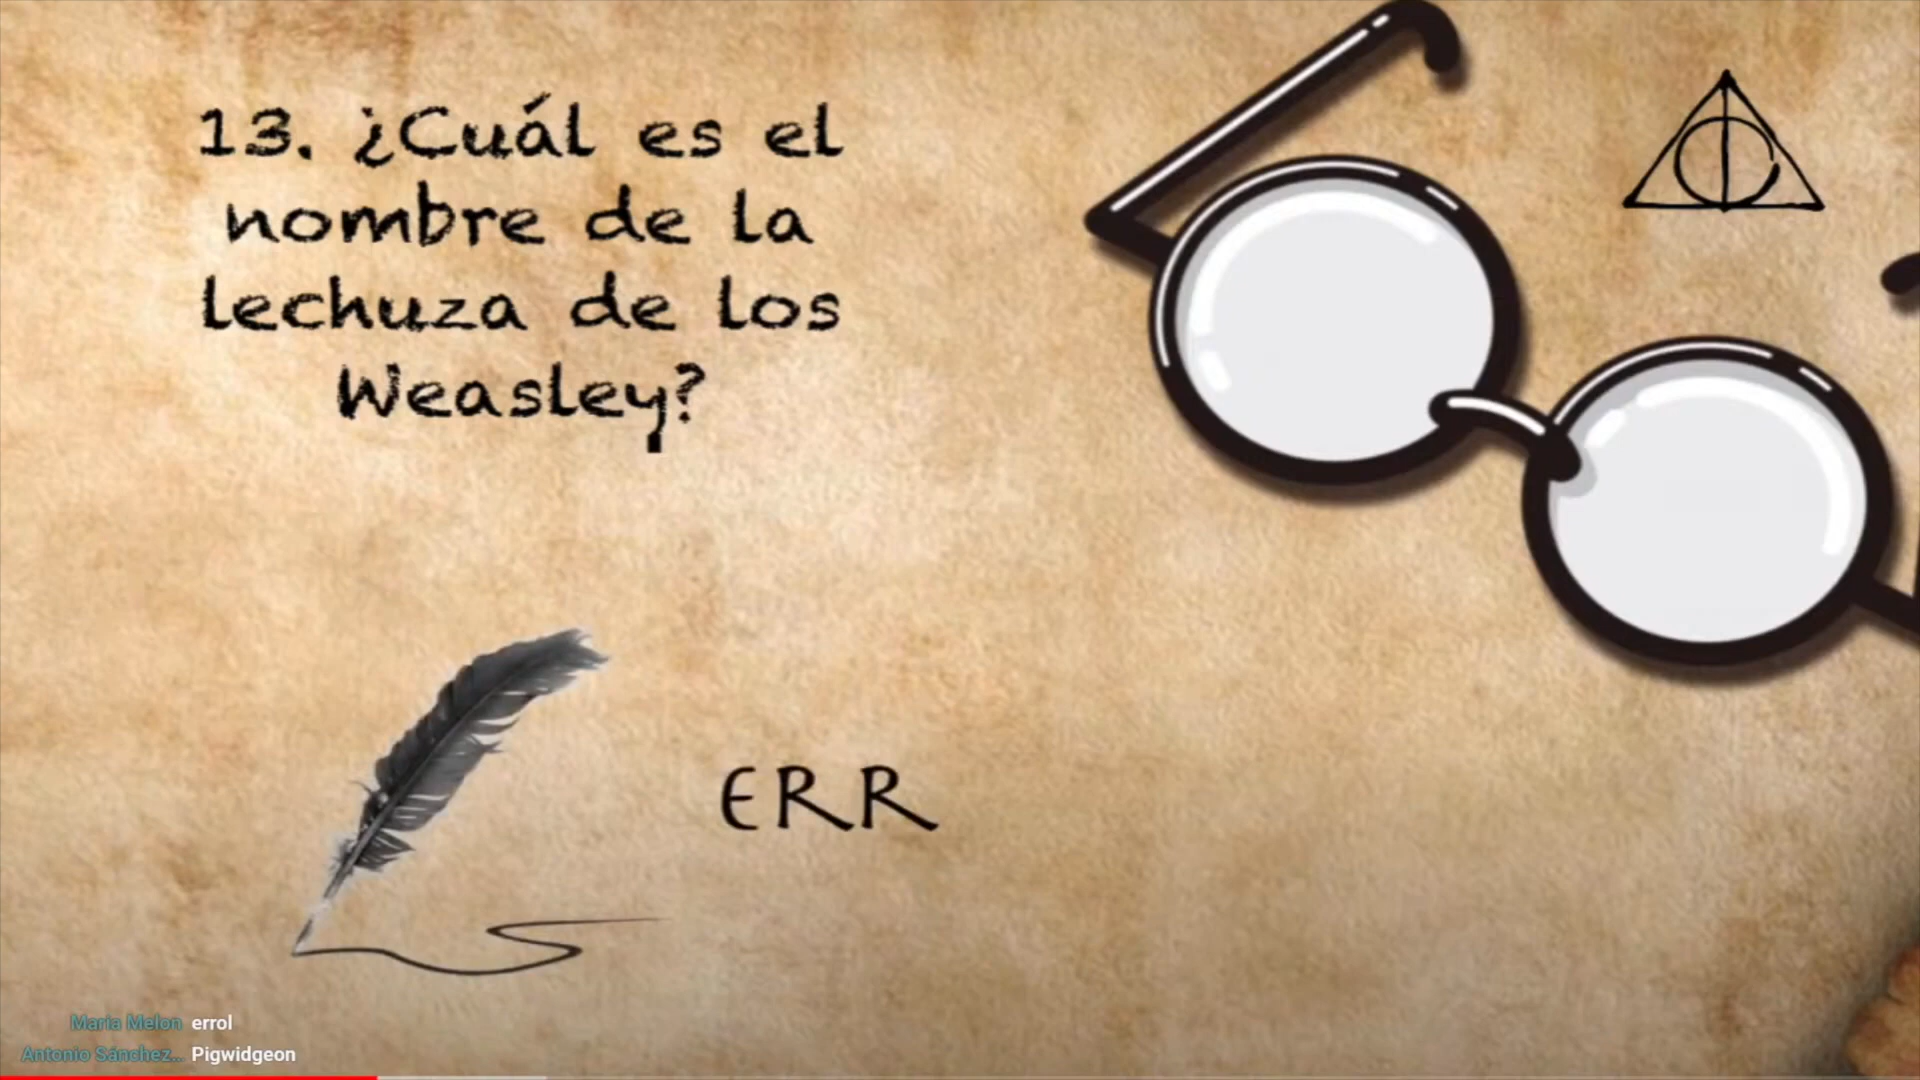 13. ¿Cuál es el
nombre de la
lechuza de los
Weasley?
ERR
Maria Melon errol
Antonio Sánchez... Pigwidgeon